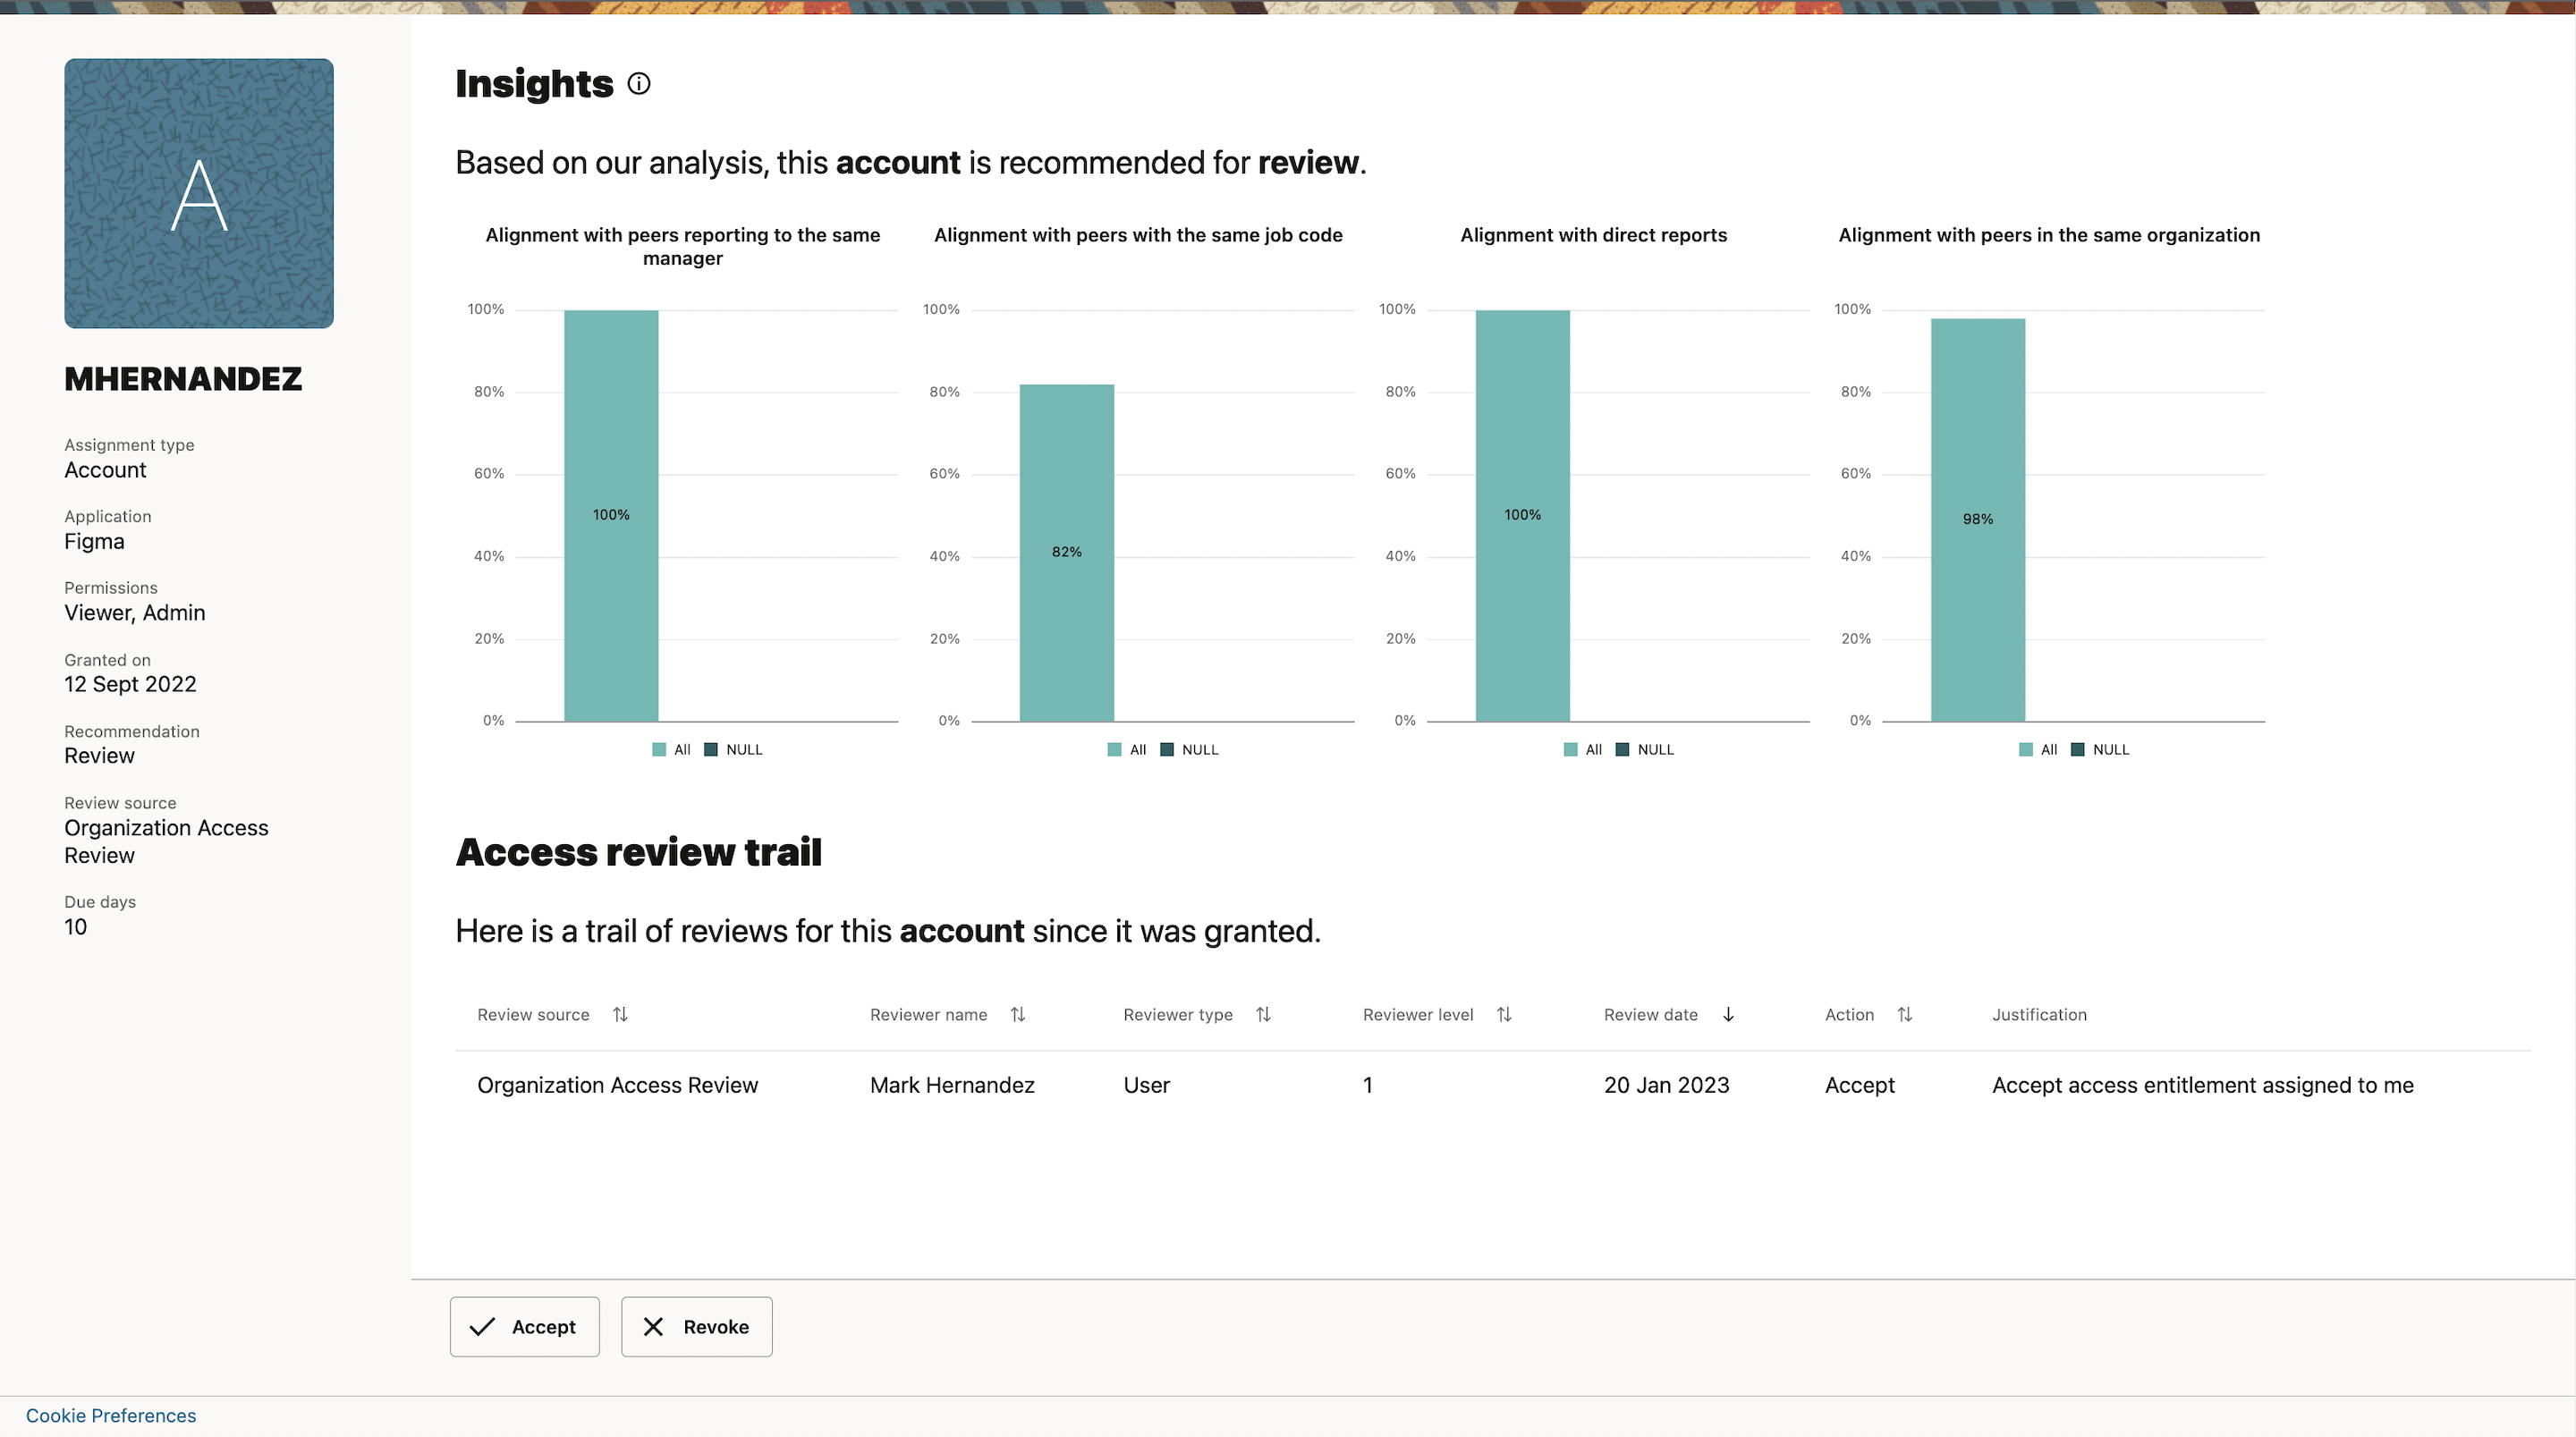 A
MHERNANDEZ
Assignment type
Account
Application
Figma
Permissions
Viewer, Admin
Granted on
12 Sept 2022
Recommendation
Review
Review source
Organization Access
Review
Due days
10
Insights
Based on our analysis, this account is recommended for review.
Alignment with peers reporting to the same
manager
100%
80%
60%
40%
20%
0%
100%
All NULL
Alignment with peers with the same job code
100%
80%
60%
40%
20%
0%
82%
All NULL
Alignment with direct reports
100%
80%
60%
40%
20%
0%
100%
All NULL
Alignment with peers in the same organization
100%
80%
60%
40%
20%
0%
98%
All NULL
Access review trail
Here is a trail of reviews for this account since it was granted.
Review source Reviewer name Reviewer type Reviewer level Review date Action Justification
Organization Access Review Mark Hernandez User 1 20 Jan 2023 Accept Accept access entitlement assigned to me
Accept Revoke
Cookie Preferences